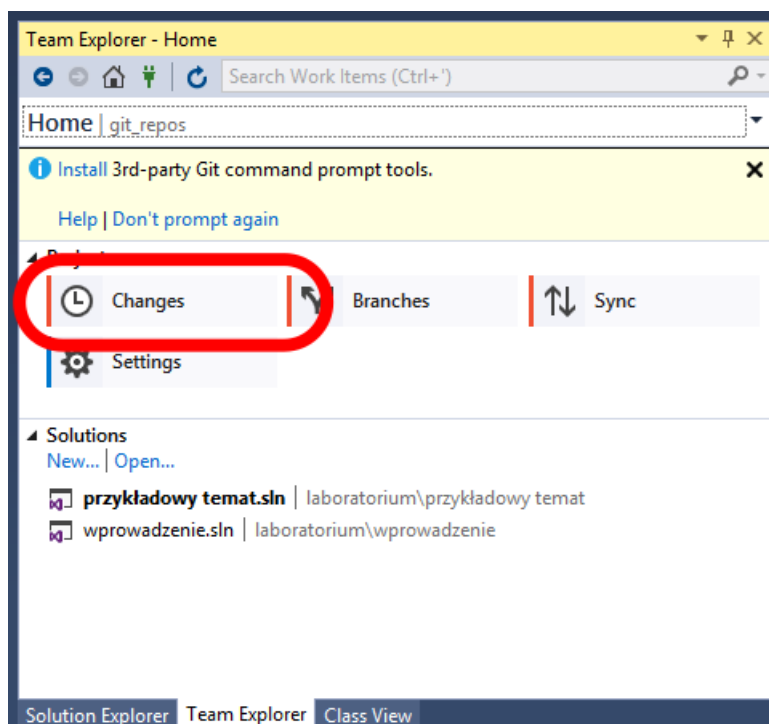 Team Explorer - Home
Search Work Items (Ctrl+')
Home | git_repos
Install 3rd-party Git command prompt tools.
Help | Don't prompt again
Changes
Branches
Sync
Settings
Solutions
New... | Open...
przykładowy temat.sln | laboratorium\przykładowy temat
wprowadzenie.sln | laboratorium\wprowadzenie
Solution Explorer Team Explorer Class View